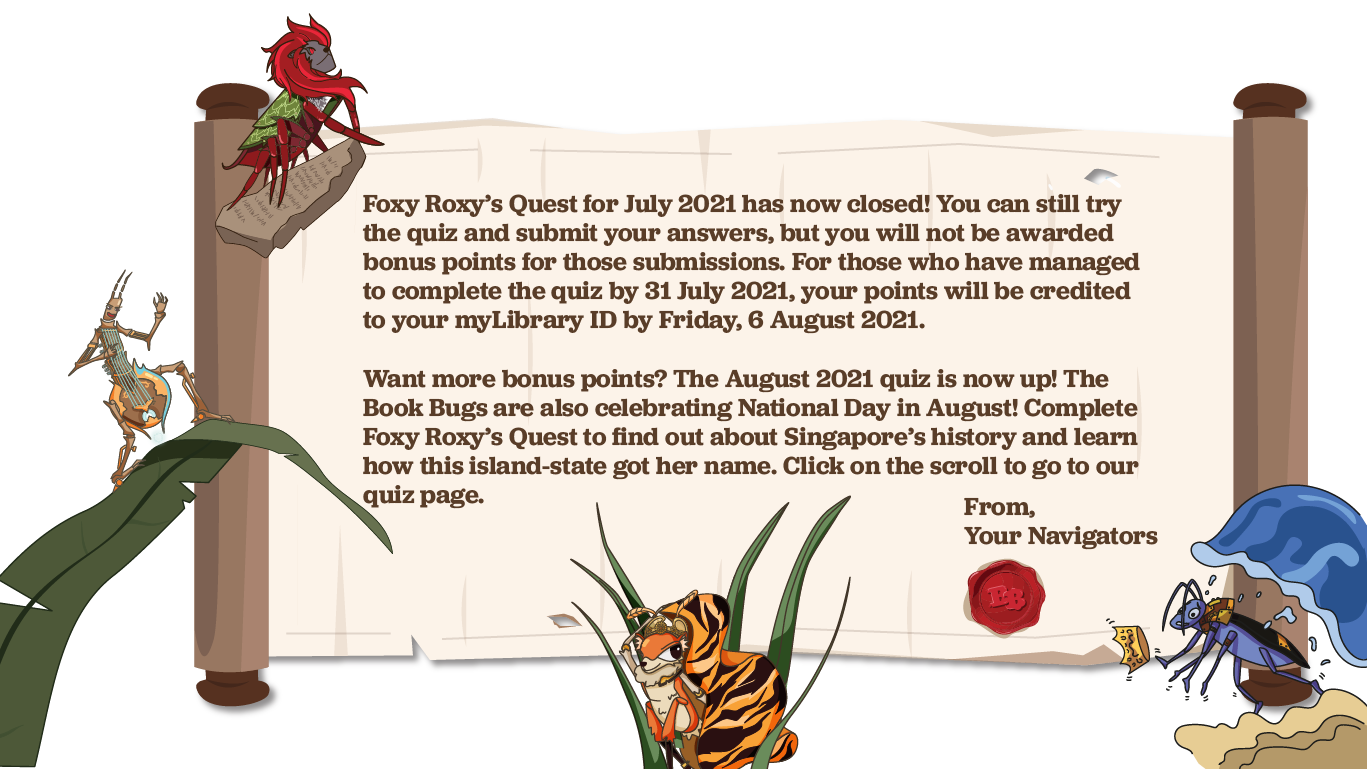 Foxy Roxy’s Quest for July 2021 has now closed! You can still try
the quiz and submit your answers, but you will not be awarded
bonus points for those submissions. For those who have managed
to complete the quiz by 31 July 2021, your points will be credited
to your myLibrary ID by Friday, 6 August 2021.
Want more bonus points? The August 2021 quiz is now up! The
Book Bugs are also celebrating National Day in August! Complete
Foxy Roxy’s Quest to find out about Singapore’s history and learn
how this island-state got her name. Click on the scroll to go to our
quiz page.
From,
Your Navigators
BB